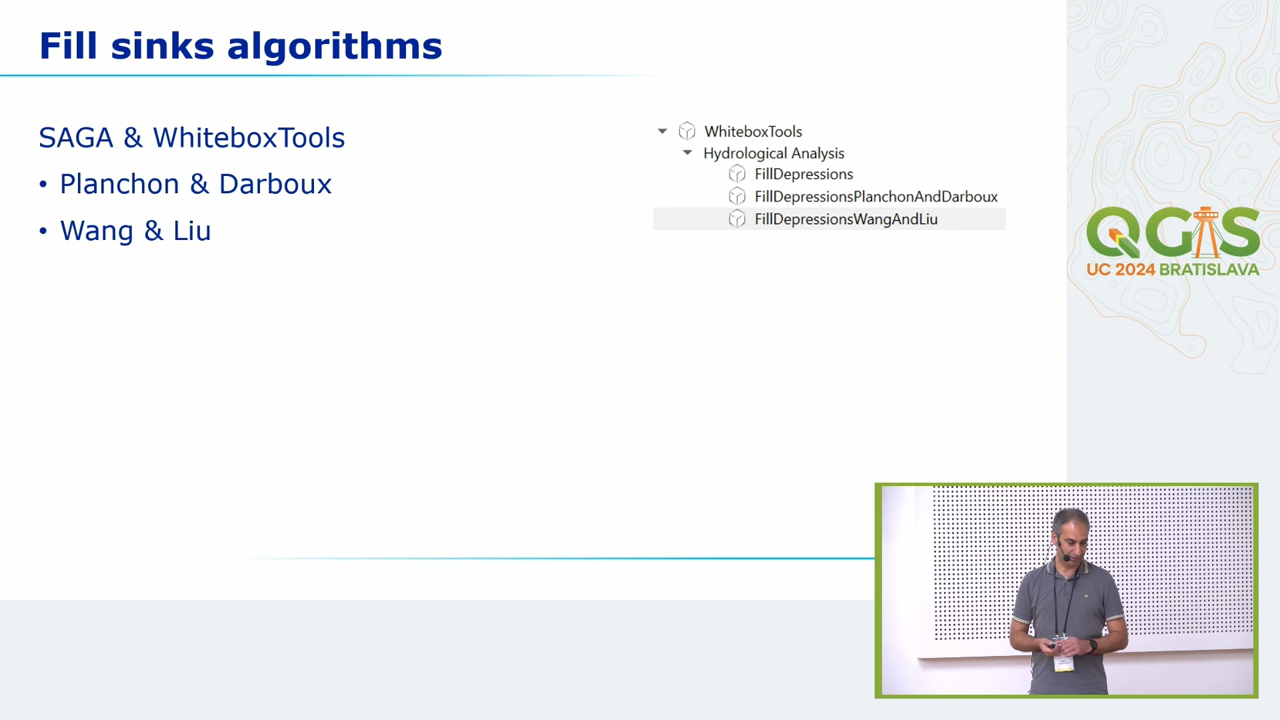 Fill sinks algorithms
SAGA & WhiteboxTools
• Planchon & Darboux
• Wang & Liu
WhiteboxTools
Hydrological Analysis
FillDepressions
FillDepressionsPlanchonAndDarboux
FillDepressionsWangAndLiu
QGIS
UC 2024 BRATISLAVA